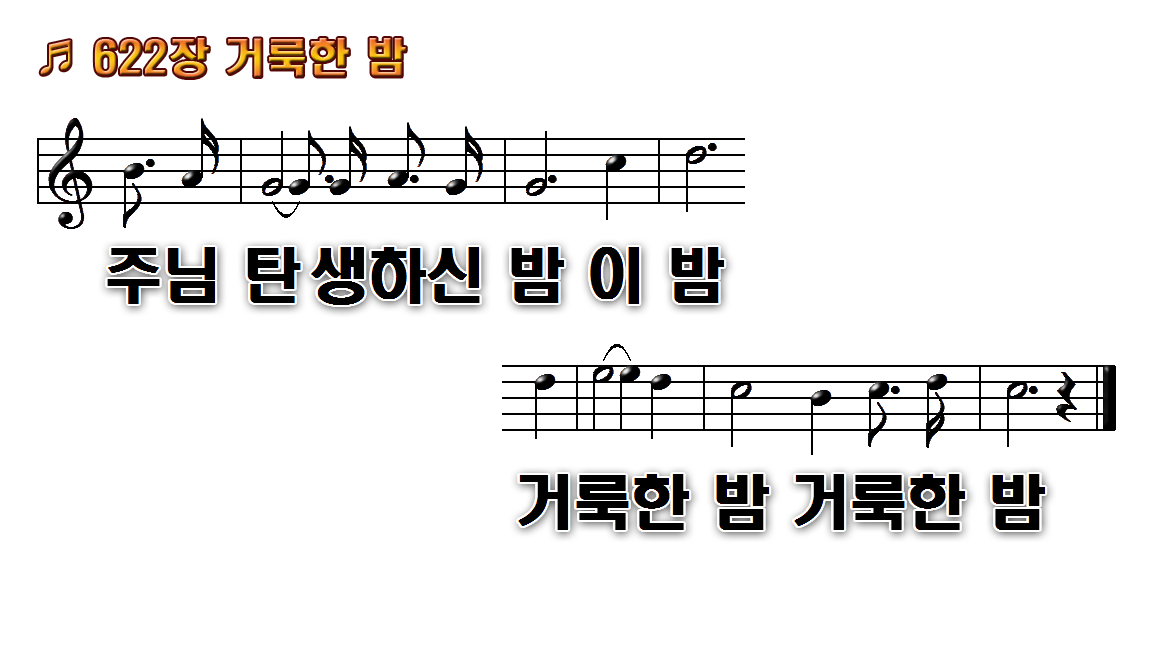 622장 거룩한 밤
주님 탄생하신 밤 이 밤
거룩한 밤 거룩한 밤